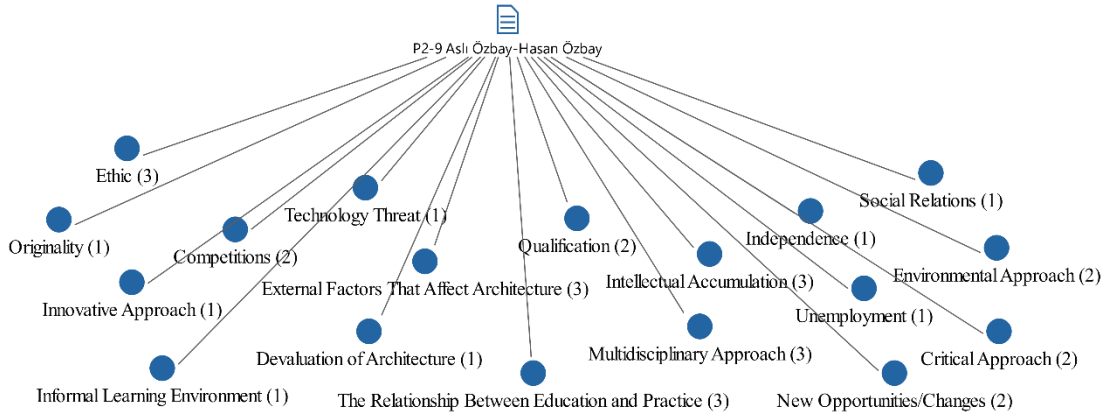 P2-9 Aslı Özbay-Hasan Özbay
Ethic (3)
Social Relations (1)
Technology Threat (1)
Originality (1)
Competitions (2)
Qualification (2)
Independence (1)
Environmental Approach (2)
Intellectual Accumulation (3)
External Factors That Affect Architecture (3)
Innovative Approach (1)
Unemployment (1)
Devaluation of Architecture (1)
Multidisciplinary Approach (3)
Critical Approach (2)
Informal Learning Environment (1)
The Relationship Between Education and Practice (3)
New Opportunities/Changes (2)